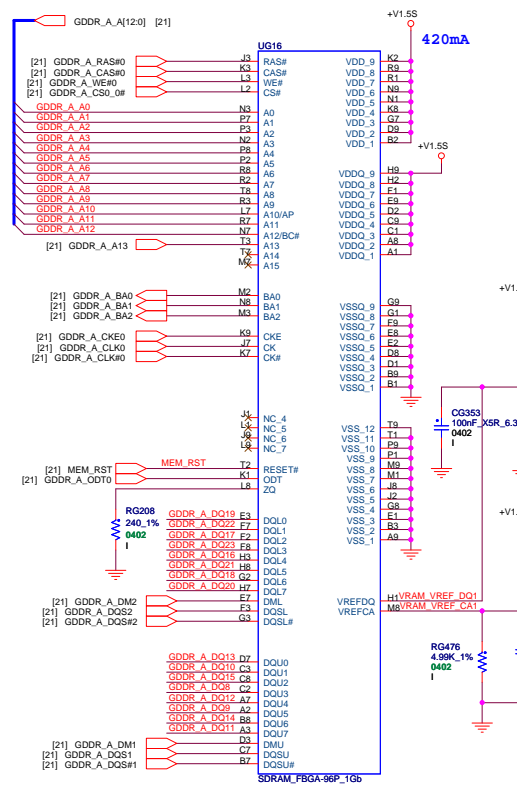 GDDR_A_A[12:0] [21]
+V1.5S
420mA
UG16
[21] GDDR_A_RAS#0 J3 RAS# VDD_9 K2
[21] GDDR_A_CAS#0 K3 CAS# VDD_8 R9
[21] GDDR_A_WE#0 L3 WE# VDD_7 R1
[21] GDDR_A_CS0_0# L2 CS# VDD_6 N9
VDD_5 N1
GDDR_A_A0 N3 A0 VDD_4 K8
GDDR_A_A1 P7 A1 VDD_3 G7
GDDR_A_A2 P3 A2 VDD_2 D9
GDDR_A_A3 N2 A3 VDD_1 B2
GDDR_A_A4 P8 A4
+V1.5S
GDDR_A_A5 P2 A5
GDDR_A_A6 R8 A6 VDDQ_9 H9
GDDR_A_A7 R2 A7 VDDQ_8 H2
GDDR_A_A8 T8 A8 VDDQ_7 F1
GDDR_A_A9 R3 A9 VDDQ_6 E9
GDDR_A_A10 L7 A10/AP VDDQ_5 D2
GDDR_A_A11 R7 A11 VDDQ_4 C9
GDDR_A_A12 N7 A12/BC# VDDQ_3 C1
[21] GDDR_A_A13 T3 A13 VDDQ_2 A8
T7 A14 VDDQ_1 A1
M7 A15
+V1.
[21] GDDR_A_BA0 M2 BA0
[21] GDDR_A_BA1 N8 BA1 VSSQ_9 G9
[21] GDDR_A_BA2 M3 BA2 VSSQ_8 G1
VSSQ_7 F9
[21] GDDR_A_CKE0 K9 CKE VSSQ_6 E8
[21] GDDR_A_CLK0 J7 CK VSSQ_5 E2
[21] GDDR_A_CLK#0 K7 CK# VSSQ_4 D8
VSSQ_3 D1
VSSQ_2 B9
VSSQ_1 B1
J1 NC_4
L1 NC_5
J9 NC_6
L9 NC_7
CG353
100nF_X5R_6.3
0402
I
VSS_12 T9
VSS_11 T1
VSS_10 P9
VSS_9 P1
[21] MEM_RST MEM_RST T2 RESET# VSS_8 M9
[21] GDDR_A_ODT0 K1 ODT VSS_7 M1
L8 ZQ VSS_6 J8
VSS_5 J2
VSS_4 G8
VSS_3 E1
VSS_2 B3
VSS_1 A9
+V1.
RG208
240_1%
0402
I
GDDR_A_DQ19 E3 DQL0
GDDR_A_DQ22 F7 DQL1
GDDR_A_DQ17 F2 DQL2
GDDR_A_DQ23 F8 DQL3
GDDR_A_DQ16 H3 DQL4
GDDR_A_DQ21 H8 DQL5
GDDR_A_DQ18 G2 DQL6
GDDR_A_DQ20 H7 DQL7
[21] GDDR_A_DM2 E7 DML VREFDQ H1 VRAM_VREF_DQ1
[21] GDDR_A_DQS2 F3 DQSL VREFCA M8 VRAM_VREF_CA1
[21] GDDR_A_DQS#2 G3 DQSL#
RG476
4.99K_1%
0402
I
GDDR_A_DQ13 D7 DQU0
GDDR_A_DQ10 C3 DQU1
GDDR_A_DQ15 C8 DQU2
GDDR_A_DQ8 C2 DQU3
GDDR_A_DQ12 A7 DQU4
GDDR_A_DQ9 A2 DQU5
GDDR_A_DQ14 B8 DQU6
GDDR_A_DQ11 A3 DQU7
[21] GDDR_A_DM1 D3 DMU
[21] GDDR_A_DQS1 C7 DQSU
[21] GDDR_A_DQS#1 B7 DQSU#
SDRAM_FBGA-96P_1Gb